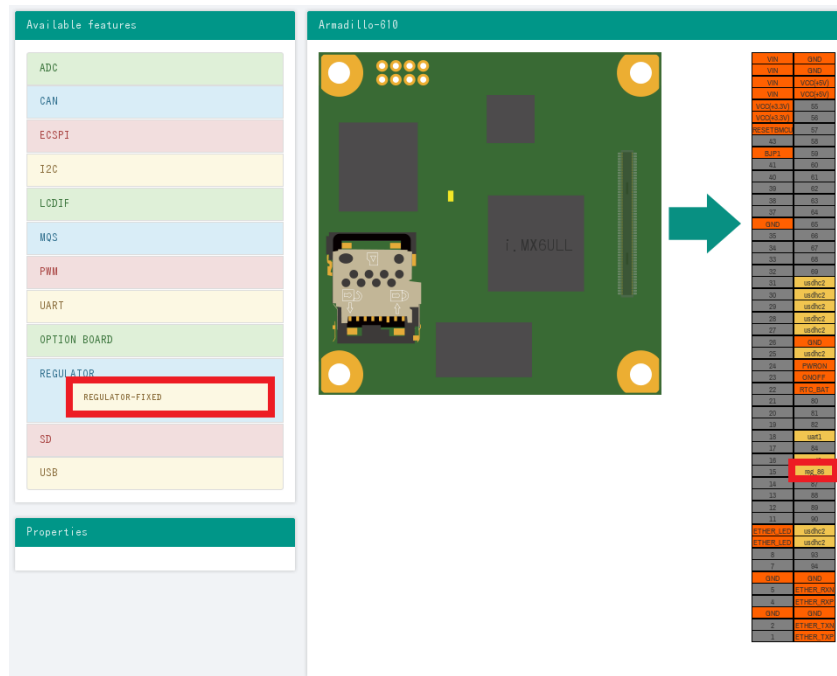 Available features
ADC
CAN
ECSPI
I2C
LCDIF
MQS
PWM
UART
OPTION BOARD
REGULATOR
REGULATOR-FIXED
SD
USB
Properties
Armadillo-610
i.MX6ULL
VIN GND
VIN GND
VIN VCC(+5V)
VIN VCC(+5V)
VCC(+3.3V) 55
VCC(+3.3V) 56
57
43 58
BJP1 59
41 60
40 61
39 62
38 63
37 64
GND 65
35 66
34 67
33 68
32 69
31 usdhc2
30 usdhc2
29 usdhc2
28 usdhc2
27 usdhc2
26 GND
25 usdhc2
24 PWRON
23 ONOFF
22 RTC_BAT
21 80
20 81
19 82
18 uart1
17 84
16
15 reg_86
14 87
13 88
12 89
11 90
ETHER_LED usdhc2
ETHER_LED usdhc2
8 93
7 94
GND GND
5 ETHER_RXN
4 ETHER_RXP
GND GND
2 ETHER_TXN
1 ETHER_TXP